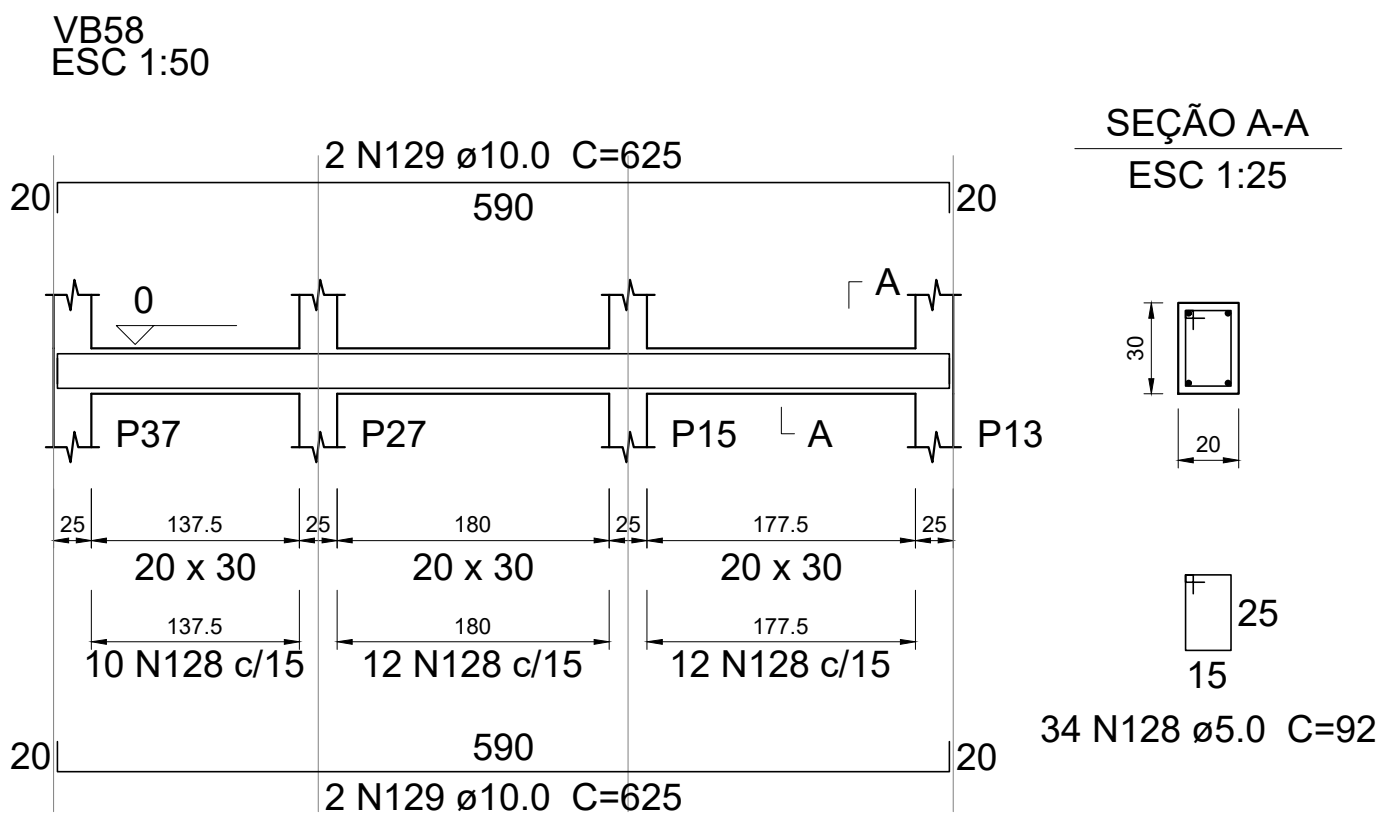 VB58
ESC 1:50
SEÇÃO A-A
ESC 1:25
2 N129 ø10.0 C=625
20
590
20
0
A
30
P37
P27
P15
A
P13
20
25
137.5
25
180
25
177.5
25
20 x 30
20 x 30
20 x 30
137.5
180
177.5
10 N128 c/15
12 N128 c/15
12 N128 c/15
25
15
34 N128 ø5.0 C=92
20
590
20
2 N129 ø10.0 C=625